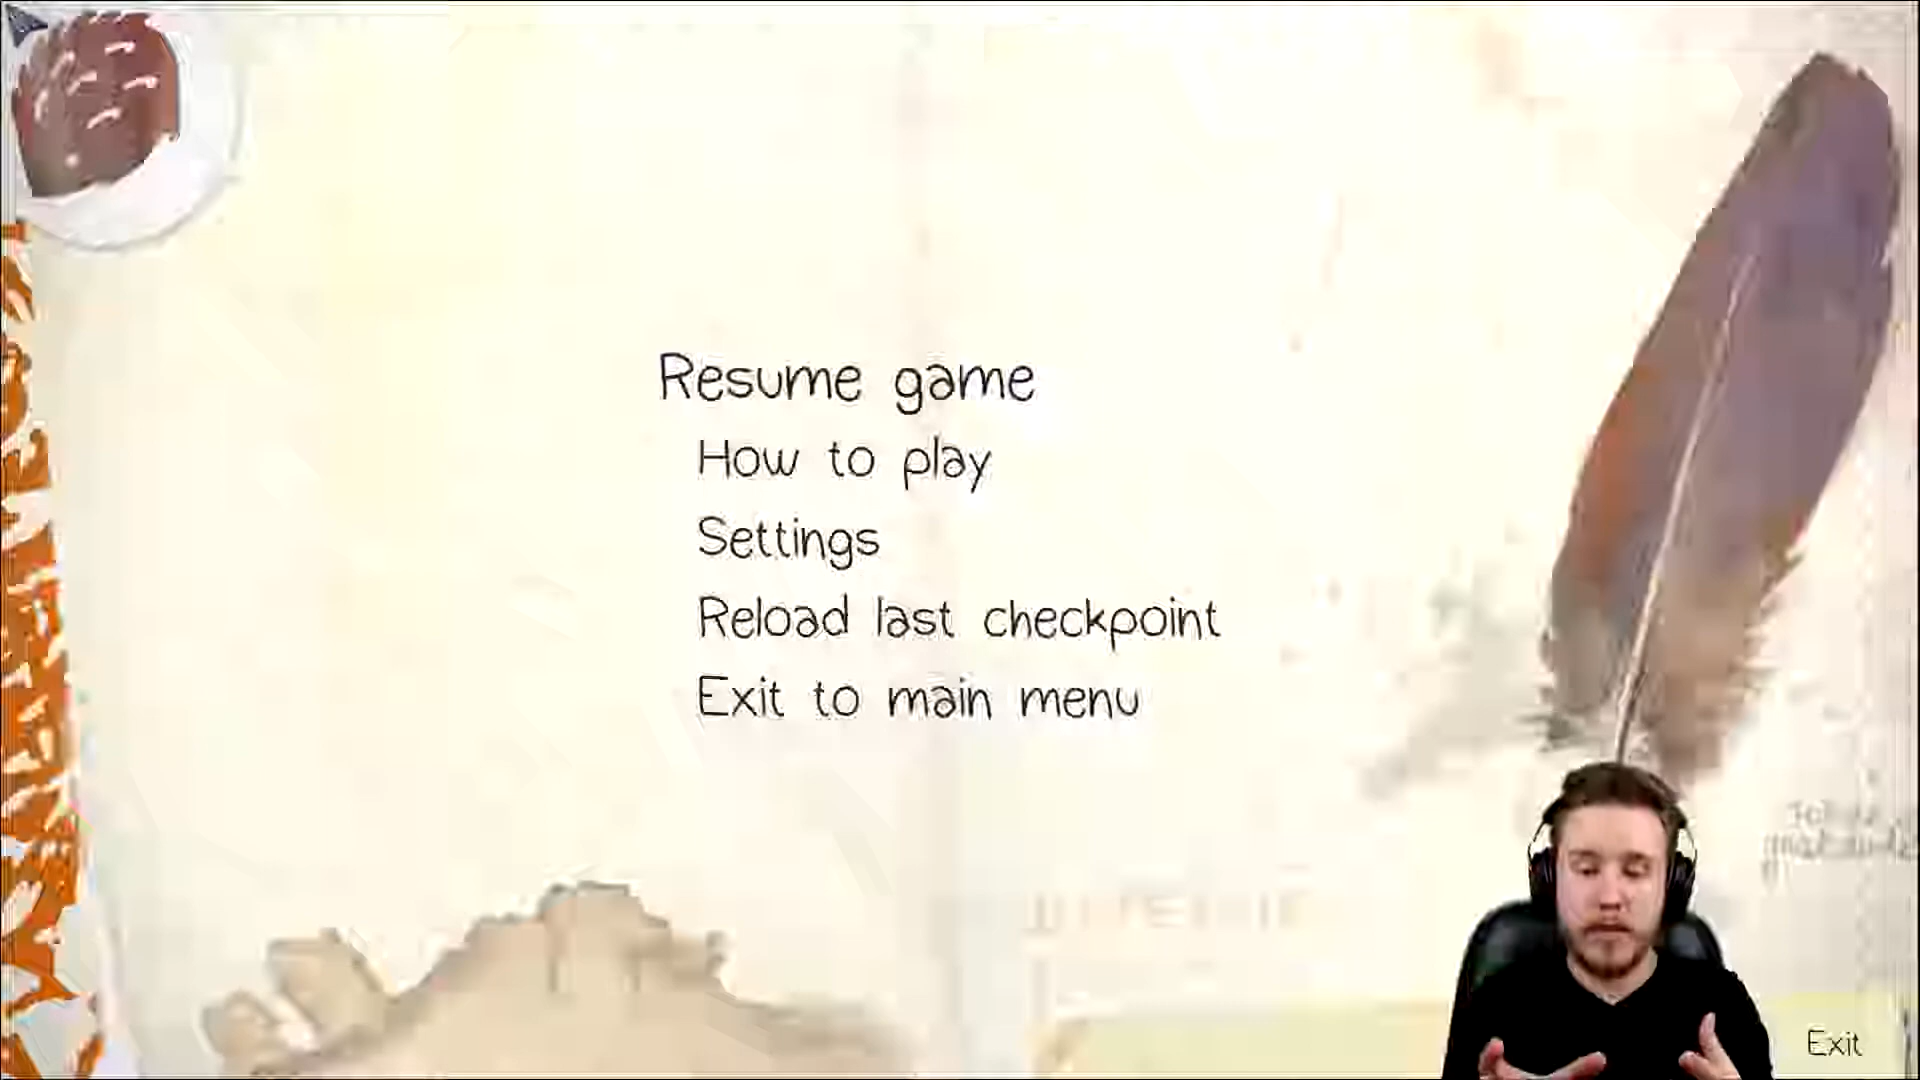 Resume game
How to play
Settings
Reload last checkpoint
Exit to main menu
Exit